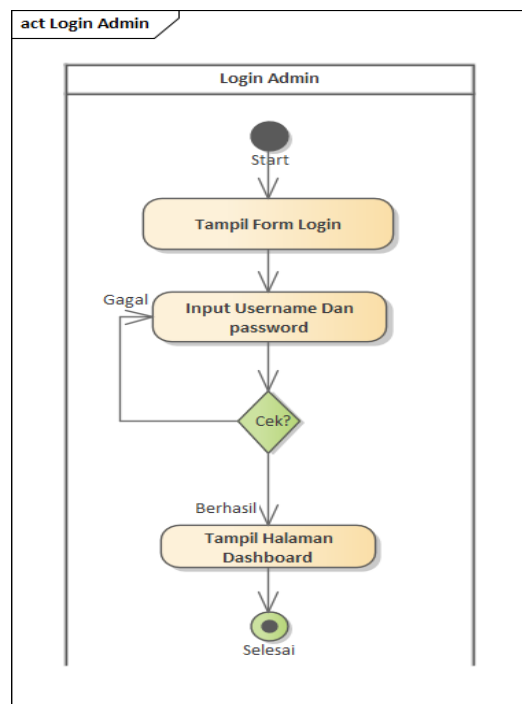 act Login Admin
Login Admin
Start
Tampil Form Login
Gagal
Input Username Dan
password
Cek?
Berhasil
Tampil Halaman
Dashboard
Selesai